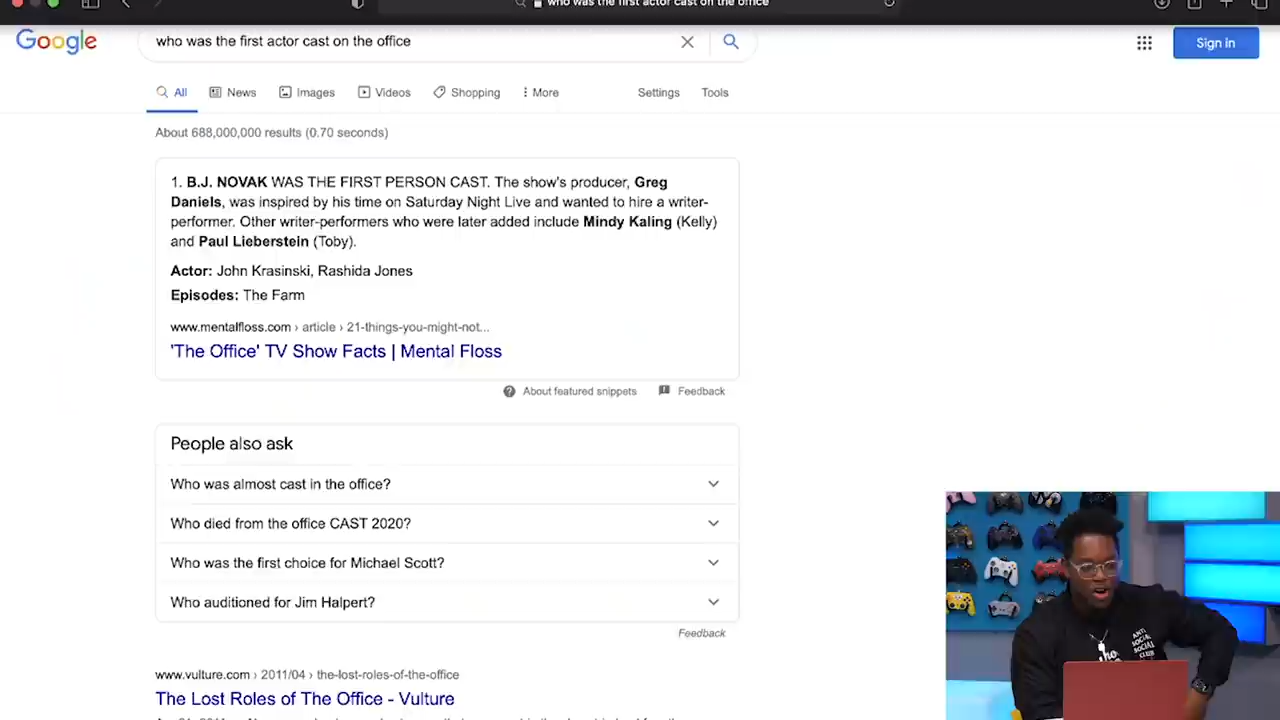 who was the first actor cast on the office
Google
who was the first actor cast on the office
Sign in
All
News
Images
Videos
Shopping
More
Settings
Tools
About 688,000,000 results (0.70 seconds)
1. B.J. NOVAK WAS THE FIRST PERSON CAST. The show's producer, Greg
Daniels, was inspired by his time on Saturday Night Live and wanted to hire a writer-
performer. Other writer-performers who were later added include Mindy Kaling (Kelly)
and Paul Lieberstein (Toby).
Actor: John Krasinski, Rashida Jones
Episodes: The Farm
www.mentalfloss.com › article › 21-things-you-might-not...
'The Office' TV Show Facts | Mental Floss
About featured snippets
Feedback
People also ask
Who was almost cast in the office?
Who died from the office CAST 2020?
Who was the first choice for Michael Scott?
Who auditioned for Jim Halpert?
Feedback
www.vulture.com › 2011/04 › the-lost-roles-of-the-office
The Lost Roles of The Office - Vulture
ANTI
SOCIAL
SOCIAL
CLUB